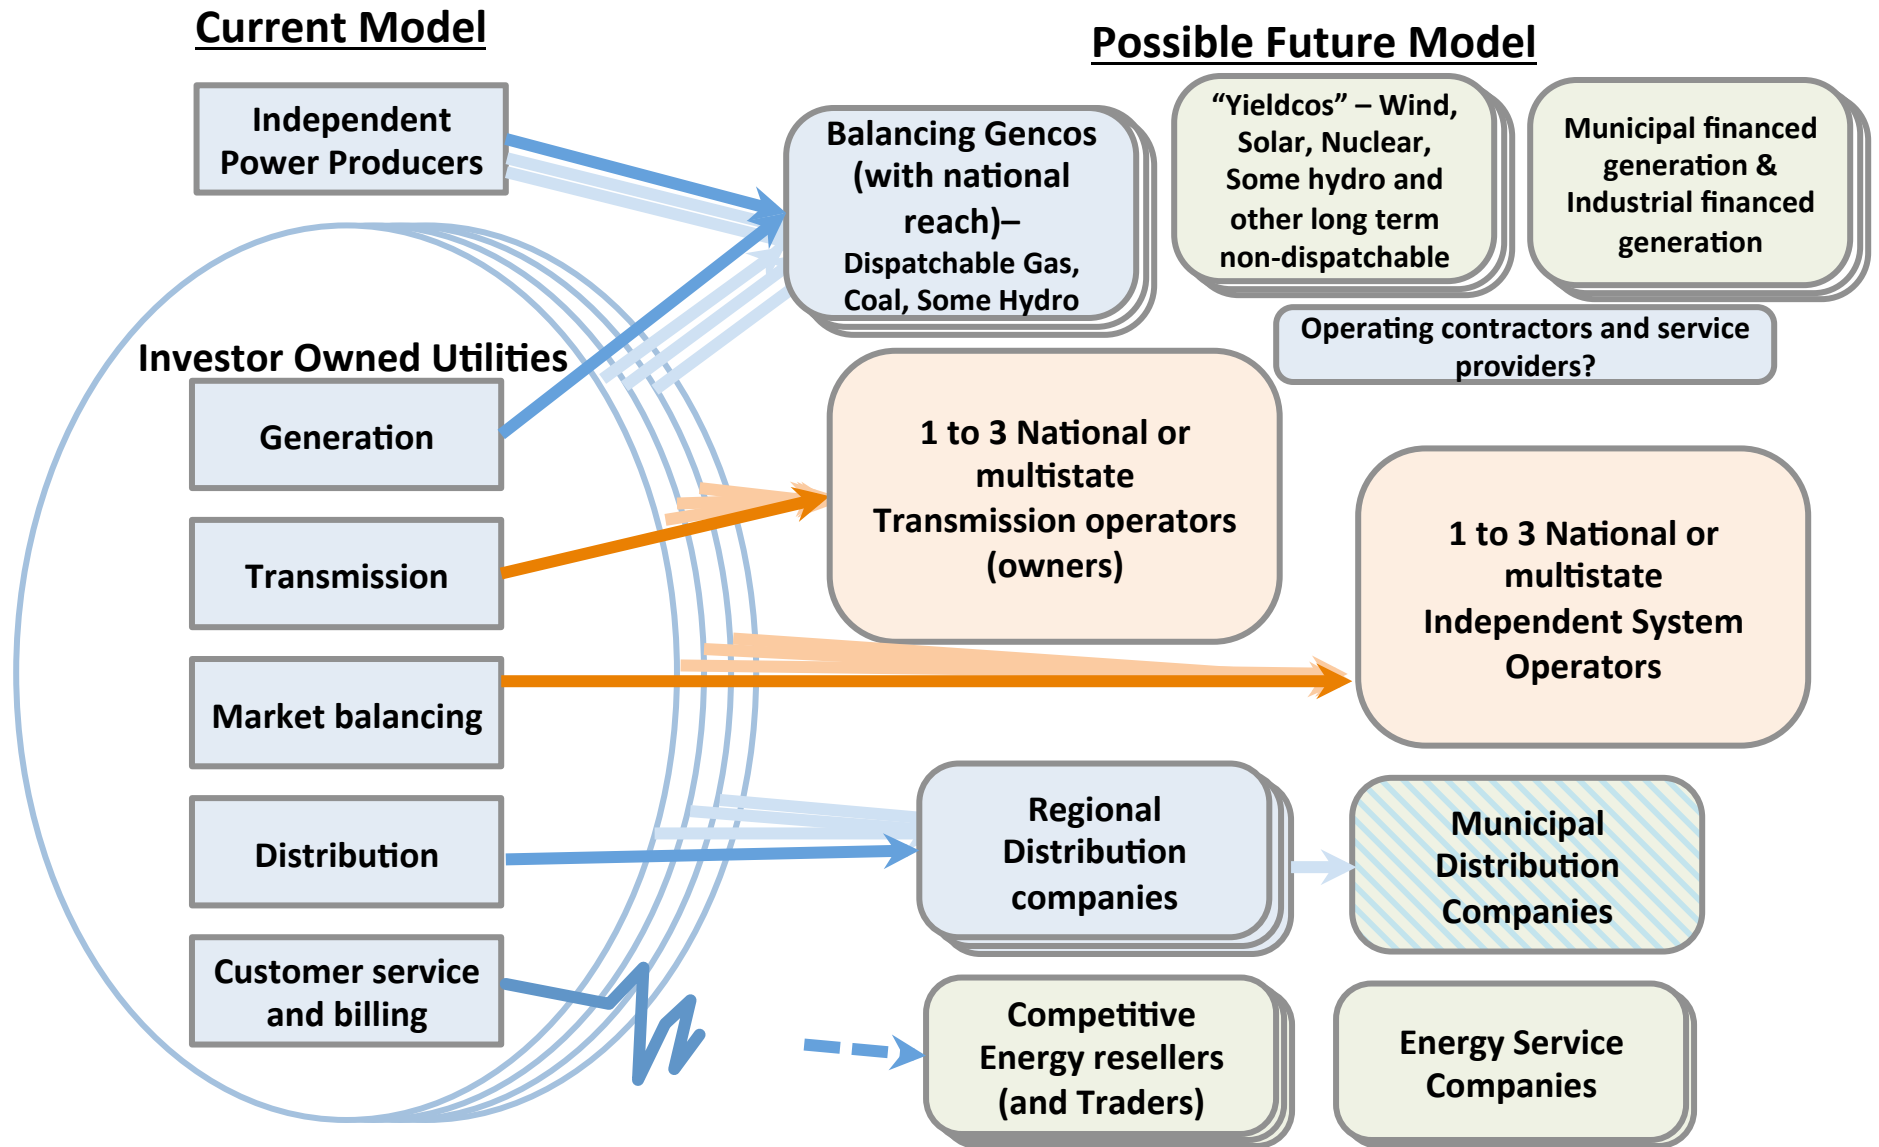 Current Model
Possible Future Model
Independent
Power Producers
Balancing Gencos
(with national
reach)–
Dispatchable Gas,
Coal, Some Hydro
“Yieldcos” – Wind,
Solar, Nuclear,
Some hydro and
other long term
non-dispatchable
Municipal financed
generation &
Industrial financed
generation
Operating contractors and service
providers?
Investor Owned Utilities
Generation
Transmission
Market balancing
Distribution
Customer service
and billing
1 to 3 National or
multistate
Transmission operators
(owners)
1 to 3 National or
multistate
Independent System
Operators
Regional
Distribution
companies
Municipal
Distribution
Companies
Competitive
Energy resellers
(and Traders)
Energy Service
Companies